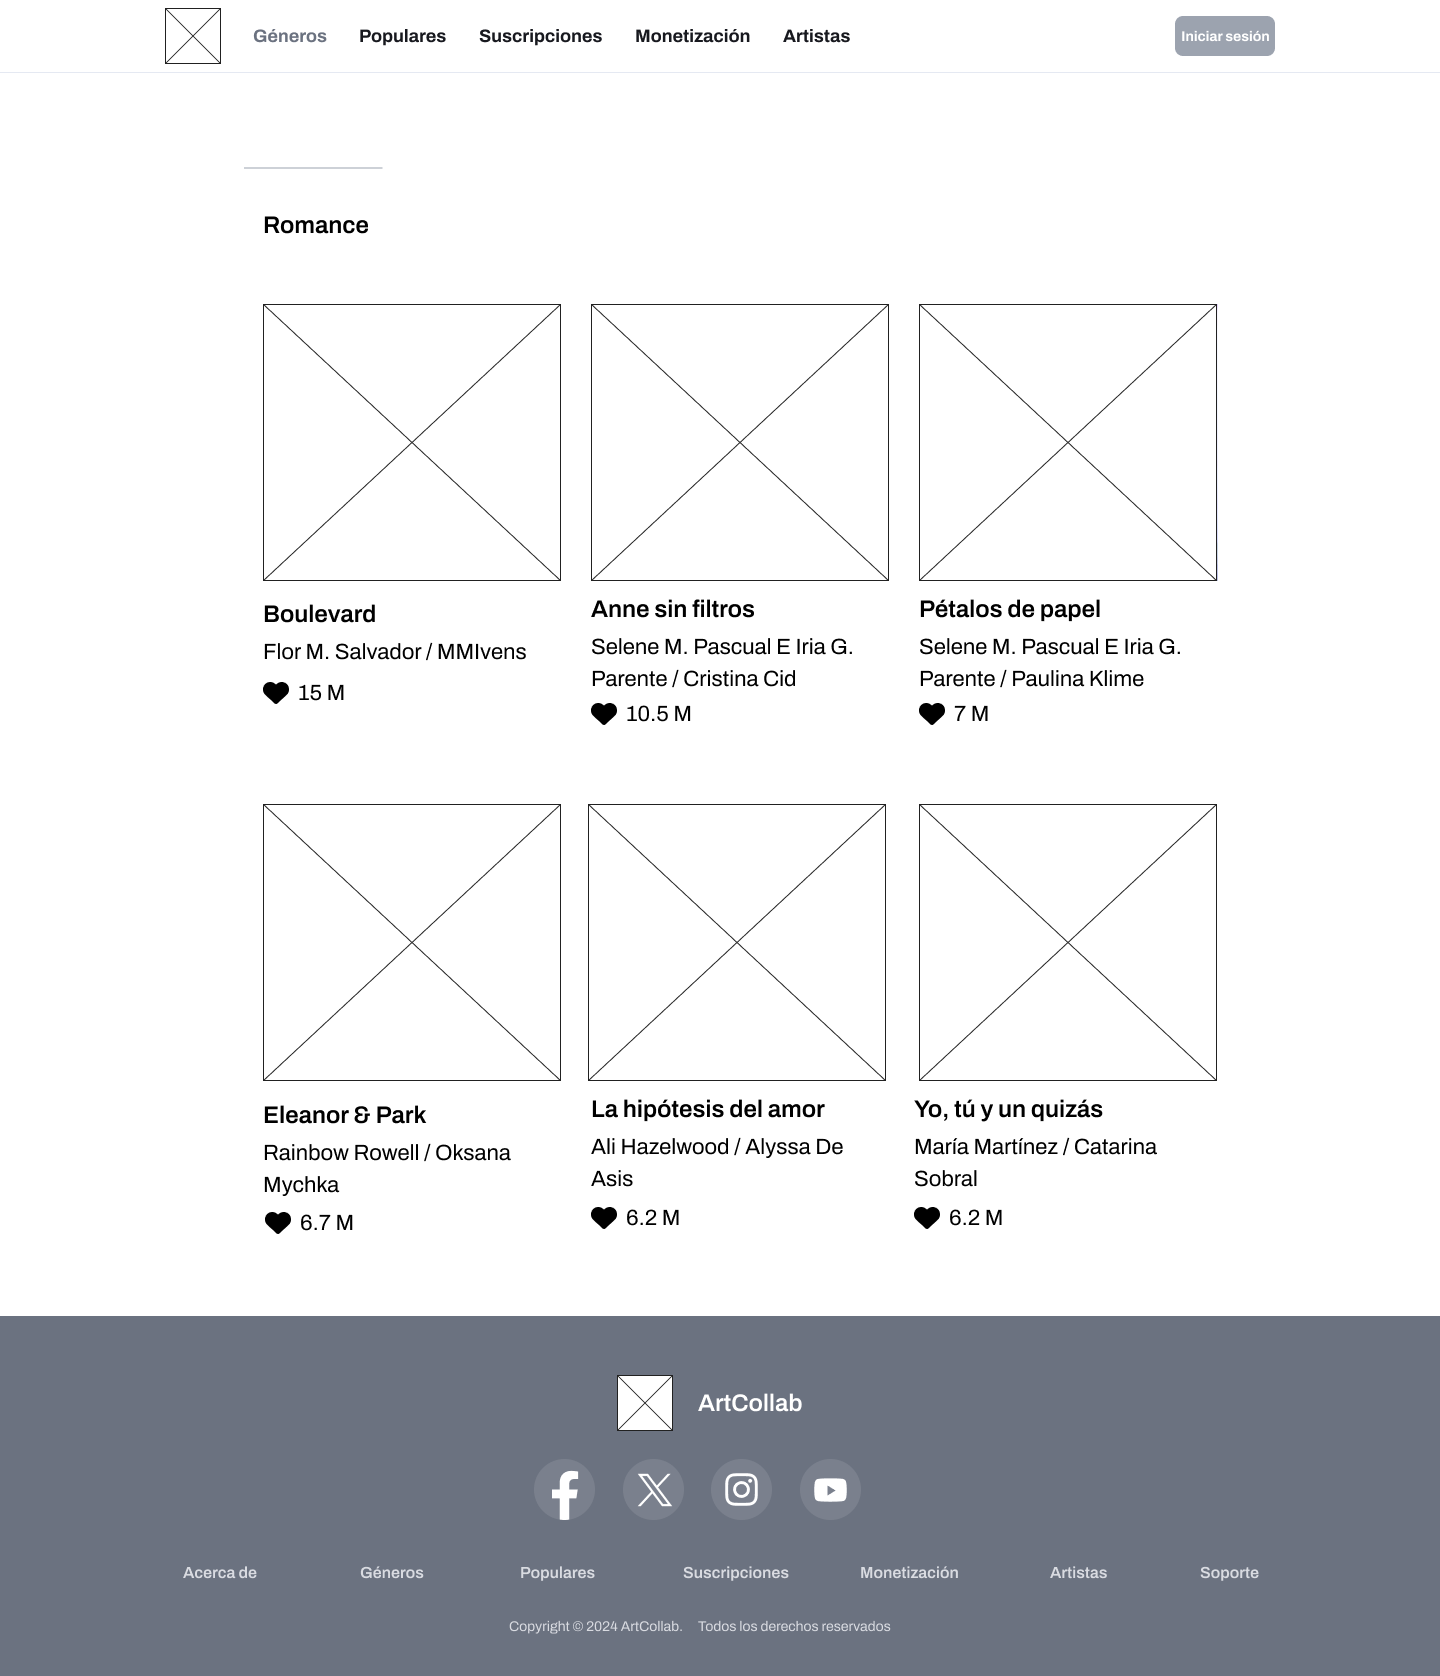 Géneros
Populares
Suscripciones
Monetización
Artistas
Iniciar sesión
Romance
Boulevard
Flor M. Salvador / MMIvens
15 M
Anne sin filtros
Selene M. Pascual E Iria G.
Parente / Cristina Cid
10.5 M
Pétalos de papel
Selene M. Pascual E Iria G.
Parente / Paulina Klime
7 M
Eleanor & Park
Rainbow Rowell / Oksana
Mychka
6.7 M
La hipótesis del amor
Ali Hazelwood / Alyssa De
Asis
6.2 M
Yo, tú y un quizás
María Martínez / Catarina
Sobral
6.2 M
ArtCollab
Acerca de
Géneros
Populares
Suscripciones
Monetización
Artistas
Soporte
Copyright © 2024 ArtCollab. Todos los derechos reservados